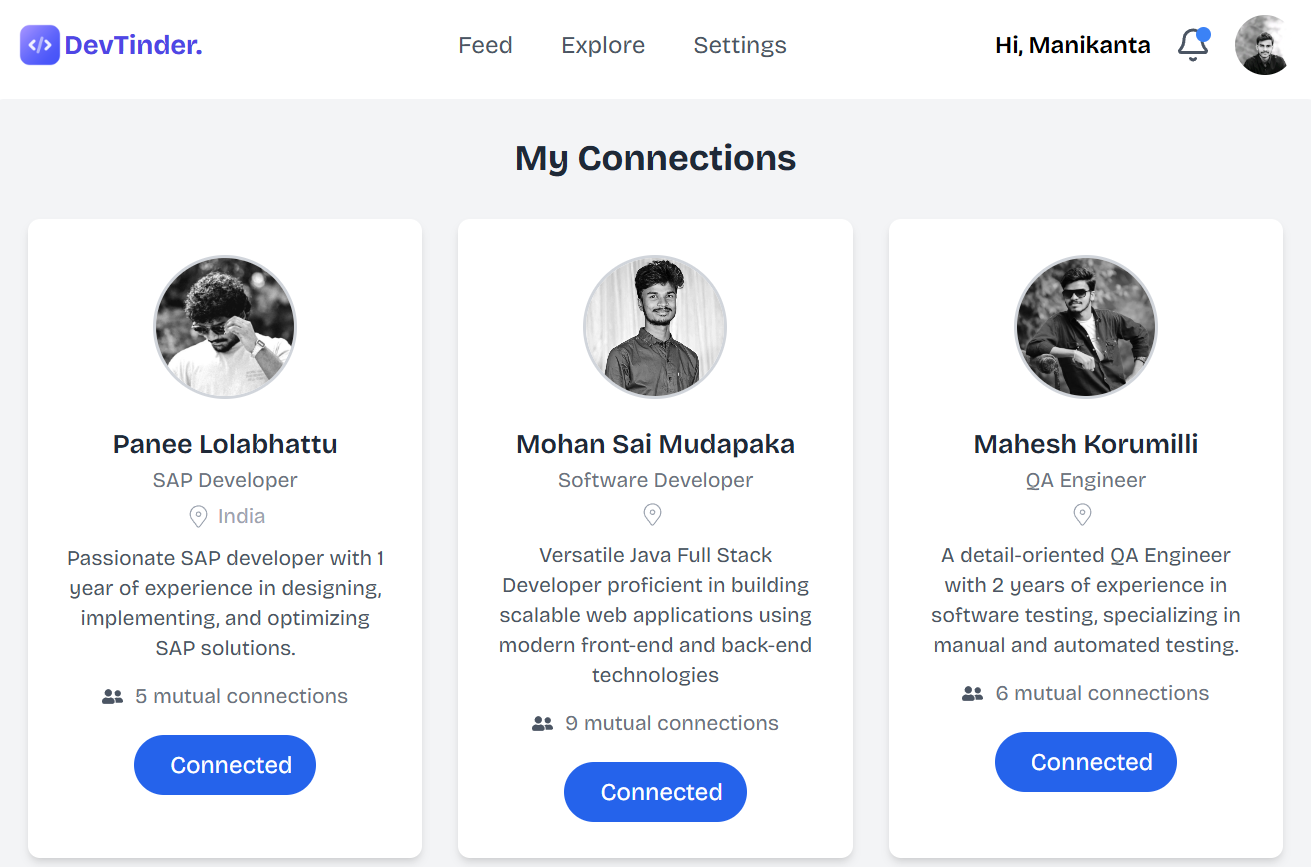 </> DevTinder.
Feed Explore Settings
Hi, Manikanta
My Connections
Panee Lolabhattu
SAP Developer
India
Passionate SAP developer with 1
year of experience in designing,
implementing, and optimizing
SAP solutions.
5 mutual connections
Connected
Mohan Sai Mudapaka
Software Developer
Versatile Java Full Stack
Developer proficient in building
scalable web applications using
modern front-end and back-end
technologies
9 mutual connections
Connected
Mahesh Korumilli
QA Engineer
A detail-oriented QA Engineer
with 2 years of experience in
software testing, specializing in
manual and automated testing.
6 mutual connections
Connected